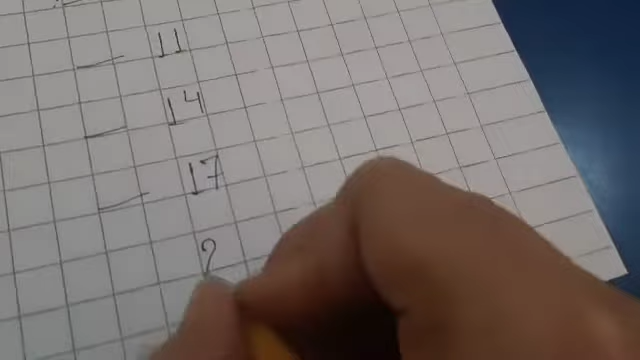 — 11
— 14
— 17
?